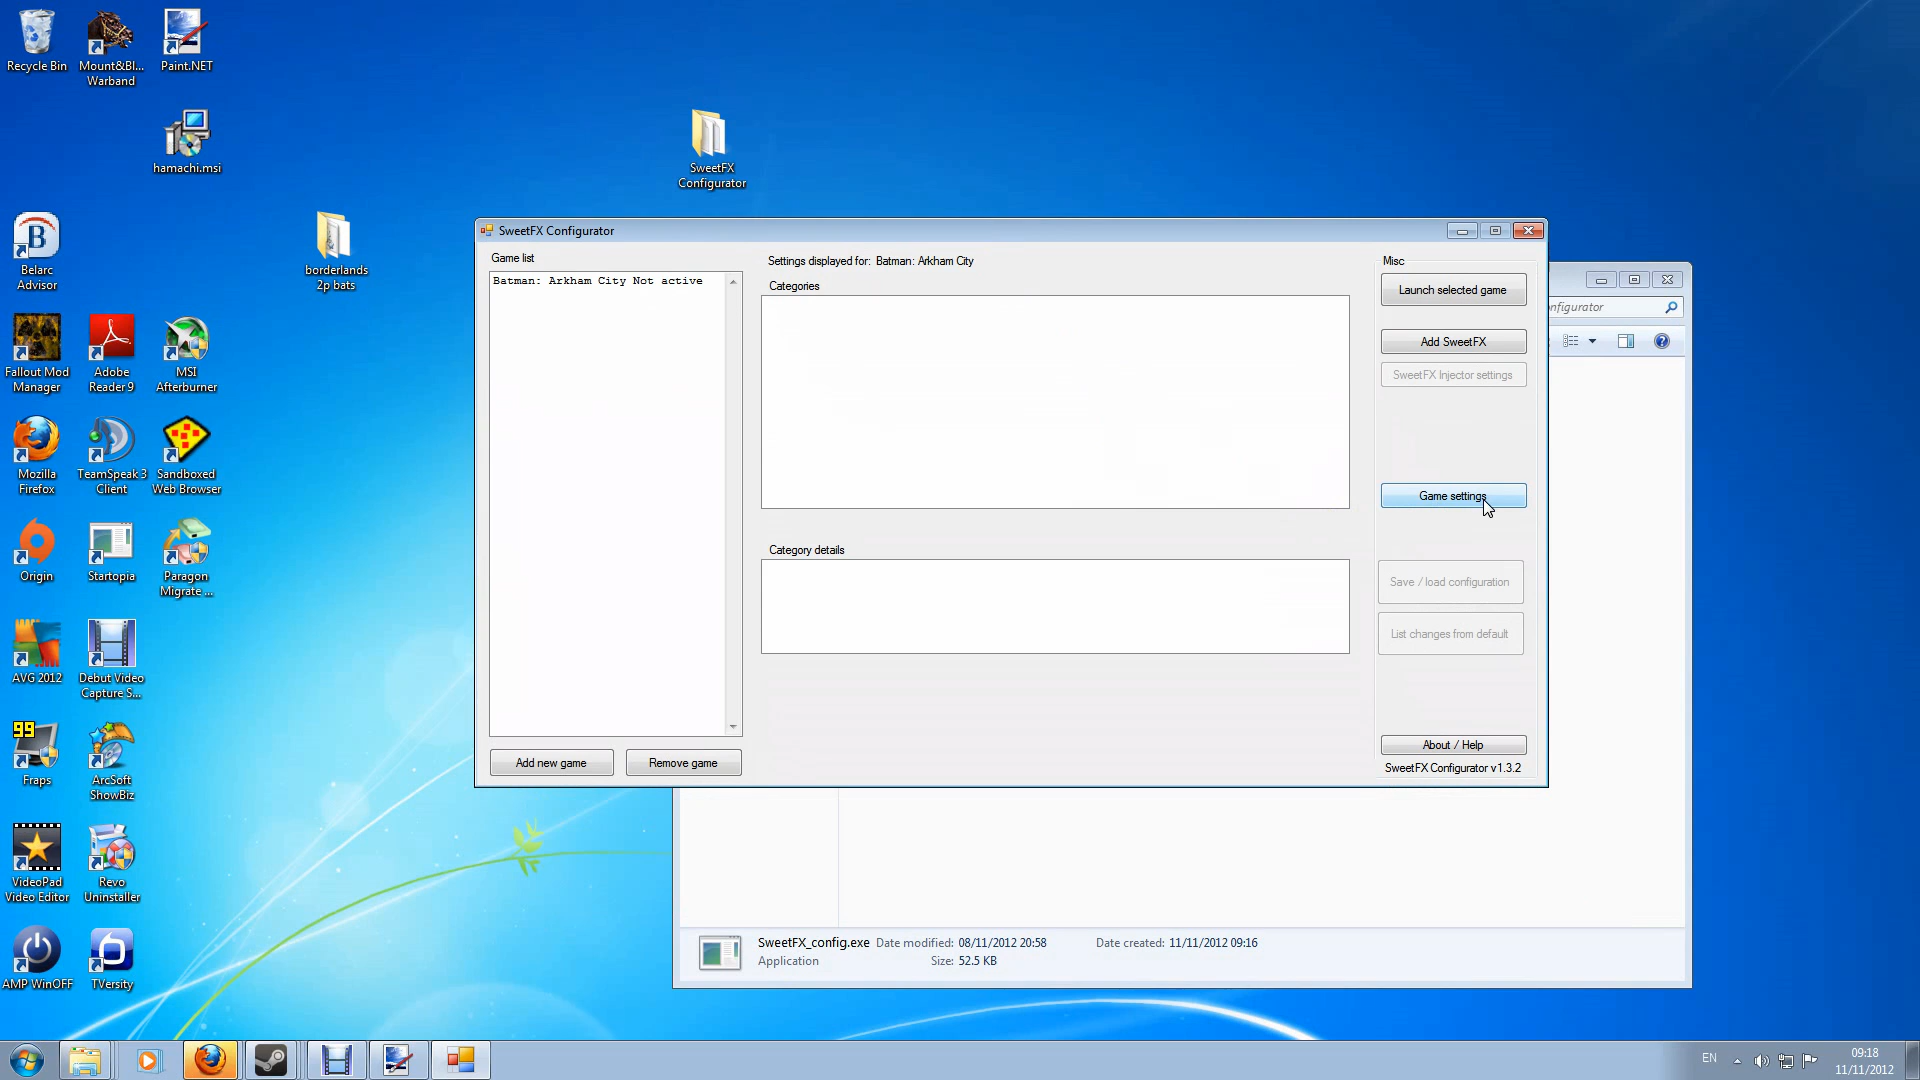 Recycle Bin
Mount&Bl...
Warband
Paint.NET
hamachi.msi
SweetFX
Configurator
borderlands
2p bats
Belarc
Advisor
Fallout Mod
Manager
Adobe
Reader 9
MSI
Afterburner
Mozilla
Firefox
TeamSpeak 3
Client
Sandboxed
Web Browser
Origin
Startopia
Paragon
Migrate ...
AVG 2012
Debut Video
Capture S...
99
Fraps
ArcSoft
ShowBiz
VideoPad
Video Editor
Revo
Uninstaller
AMP WinOFF
TVersity
SweetFX Configurator
Game list
Batman: Arkham City Not active
Add new game
Remove game
Settings displayed for: Batman: Arkham City
Categories
Category details
Misc
Launch selected game
Add SweetFX
SweetFX Injector settings
Game settings
Save / load configuration
List changes from default
About / Help
SweetFX Configurator v1.3.2
nfigurator
SweetFX_config.exe Date modified: 08/11/2012 20:58 Date created: 11/11/2012 09:16
Application Size: 52.5 KB
EN
09:18
11/11/2012